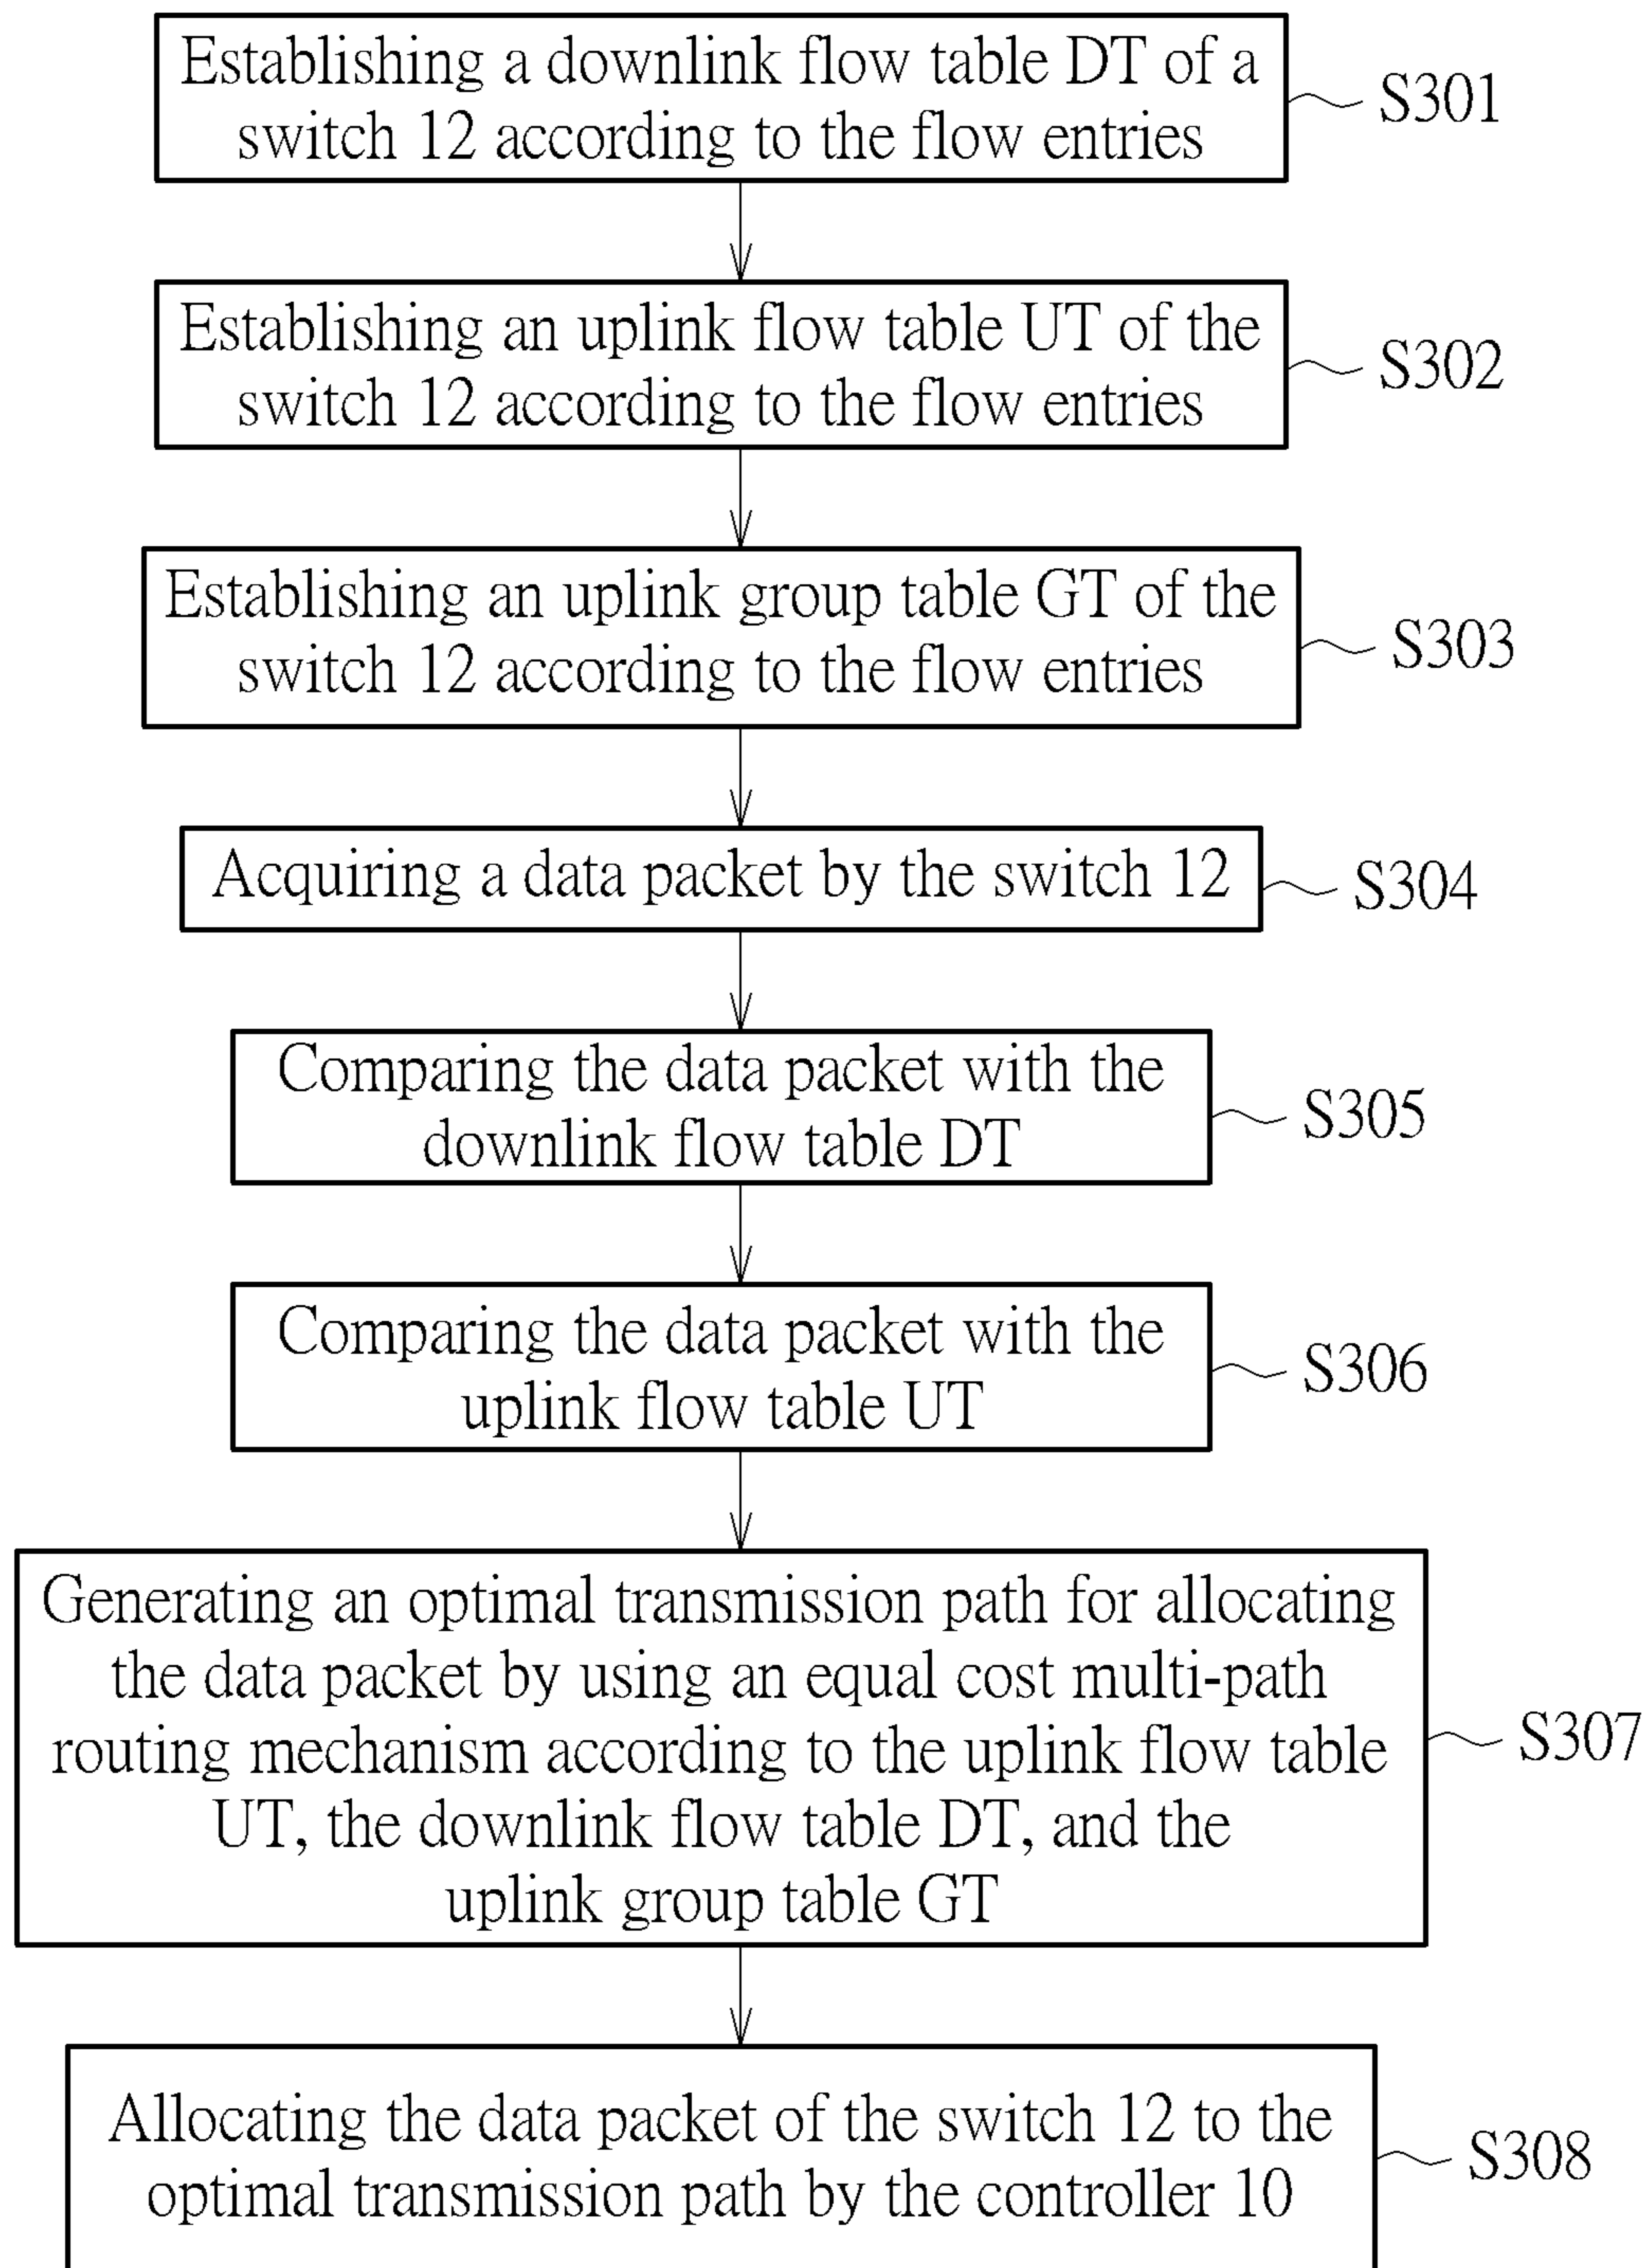 Establishing a downlink flow table DT of a
switch 12 according to the flow entries
S301
Establishing an uplink flow table UT of the
switch 12 according to the flow entries
S302
Establishing an uplink group table GT of the
switch 12 according to the flow entries
S303
Acquiring a data packet by the switch 12
S304
Comparing the data packet with the
downlink flow table DT
S305
Comparing the data packet with the
uplink flow table UT
S306
Generating an optimal transmission path for allocating
the data packet by using an equal cost multi-path
routing mechanism according to the uplink flow table
UT, the downlink flow table DT, and the
uplink group table GT
S307
Allocating the data packet of the switch 12 to the
optimal transmission path by the controller 10
S308